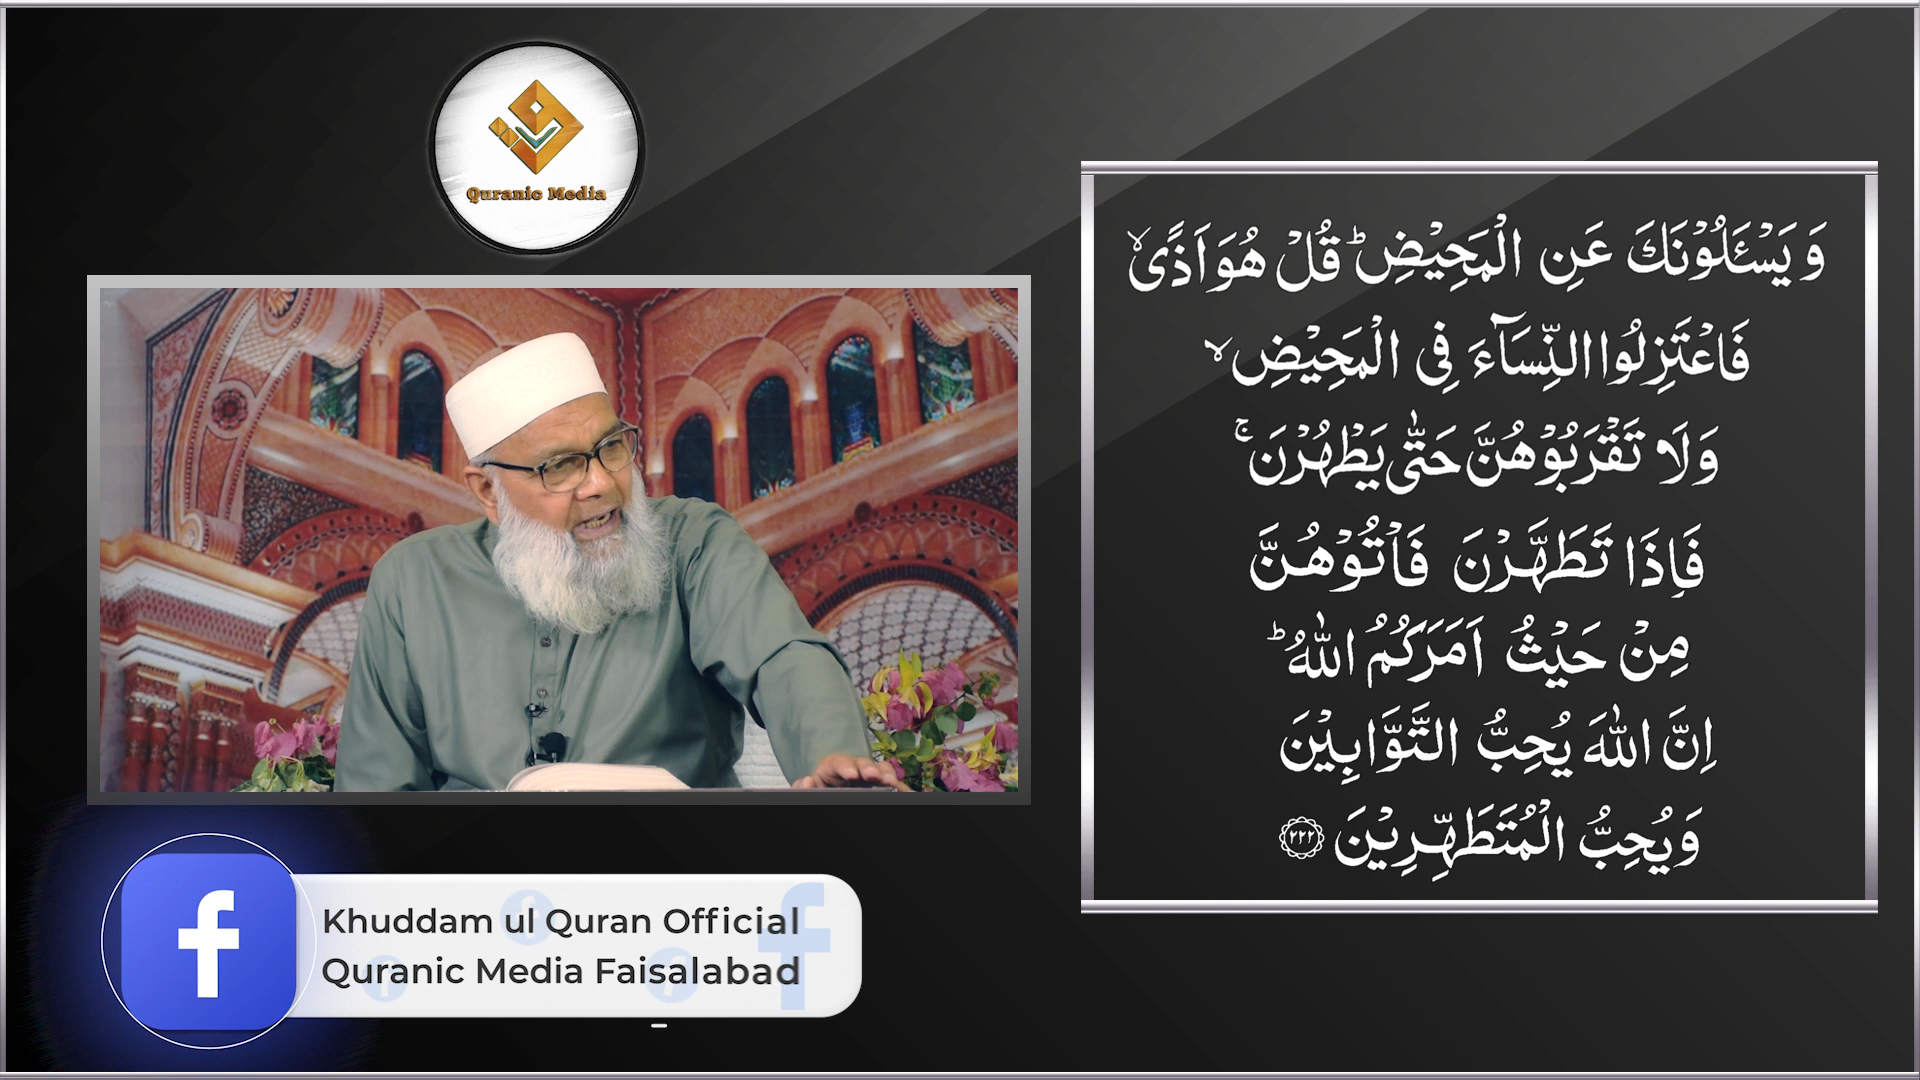 Quranic Media
وَيَسْـَٔلُوْنَكَ عَنِ الْمَحِيْضِ ؕ قُلْ هُوَ اَذًى ۙ
فَاعْتَزِلُوا النِّسَآءَ فِى الْمَحِيْضِ ۙ
وَلَا تَقْرَبُوْهُنَّ حَتّٰى يَطْهُرْنَ ۚ
فَاِذَا تَطَهَّرْنَ فَاْتُوْهُنَّ
مِنْ حَيْثُ اَمَرَكُمُ اللّٰهُ ؕ
اِنَّ اللّٰهَ يُحِبُّ التَّوَّابِيْنَ
وَيُحِبُّ الْمُتَطَهِّرِيْنَ ۝۲۲۲
Khuddam ul Quran Official
Quranic Media Faisalabad